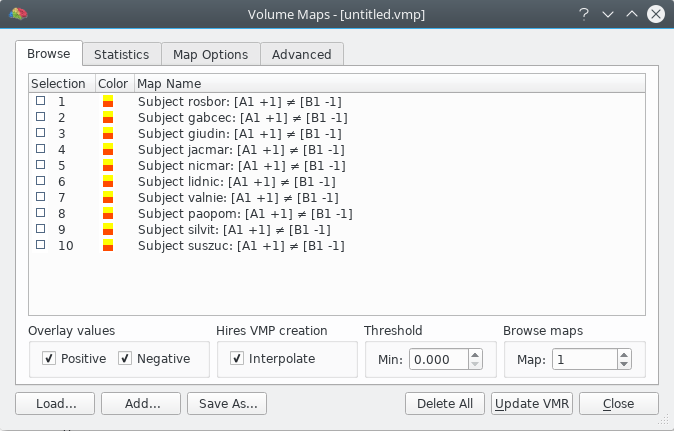 Volume Maps - [untitled.vmp]
Browse Statistics Map Options Advanced
Selection Color Map Name
1 Subject rosbor: [A1 +1] ≠ [B1 -1]
2 Subject gabcec: [A1 +1] ≠ [B1 -1]
3 Subject giudin: [A1 +1] ≠ [B1 -1]
4 Subject jacmar: [A1 +1] ≠ [B1 -1]
5 Subject nicmar: [A1 +1] ≠ [B1 -1]
6 Subject lidnic: [A1 +1] ≠ [B1 -1]
7 Subject valnie: [A1 +1] ≠ [B1 -1]
8 Subject paopom: [A1 +1] ≠ [B1 -1]
9 Subject silvit: [A1 +1] ≠ [B1 -1]
10 Subject suszuc: [A1 +1] ≠ [B1 -1]
Overlay values Hires VMP creation Threshold Browse maps
Positive Negative Interpolate Min: 0.000 Map: 1
Load... Add... Save As... Delete All Update VMR Close